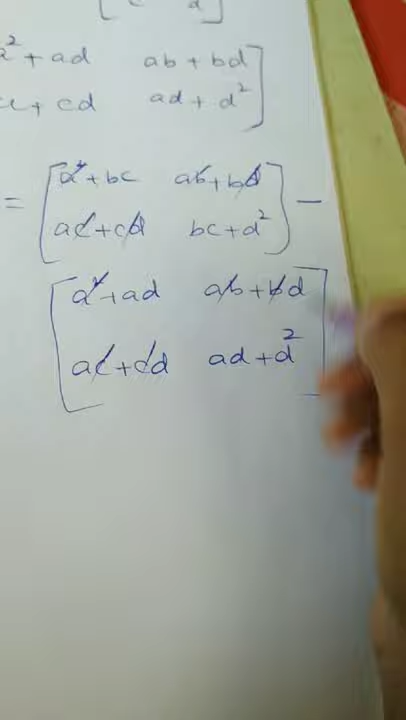 a² + ad ab + bd
+ cd ad + d²
= [ a² + bc ab + bd ] −
ac + cd bc + d²
[ a² + ad ab + bd ]
ac + cd ad + d²